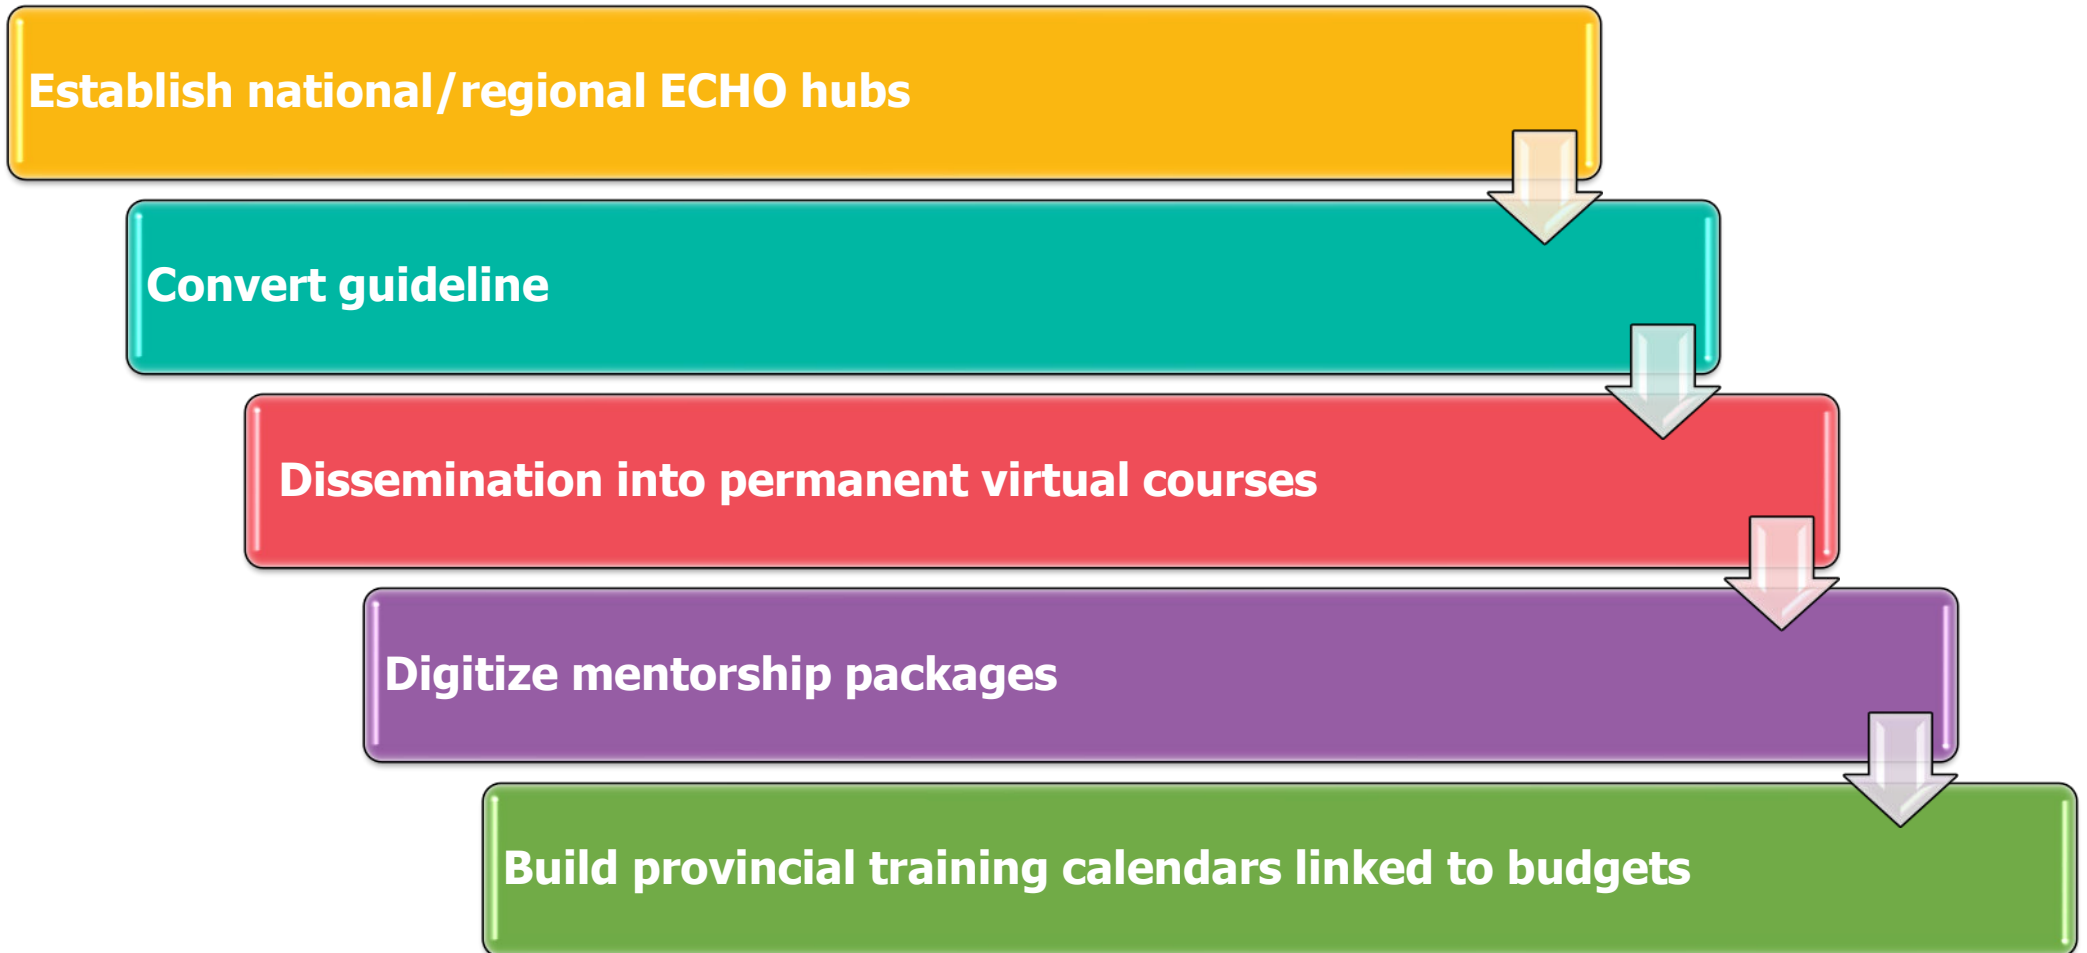 Establish national/regional ECHO hubs
Convert guideline
Dissemination into permanent virtual courses
Digitize mentorship packages
Build provincial training calendars linked to budgets